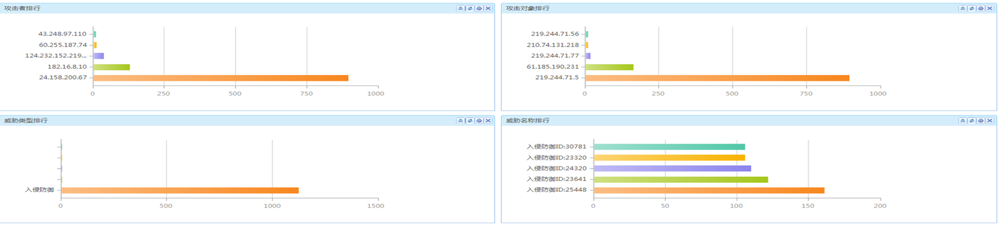 攻击者排行
43.248.97.110
60.255.187.74
124.232.152.219...
182.16.8.10
24.158.200.67
0 250 500 750 1000
攻击对象排行
219.244.71.56
210.74.131.218
219.244.71.77
61.185.190.231
219.244.71.5
0 250 500 750 1000
威胁类型排行
入侵防御
0 500 1000 1500
威胁名称排行
入侵防御ID:30781
入侵防御ID:23320
入侵防御ID:24320
入侵防御ID:23641
入侵防御ID:25448
0 50 100 150 200